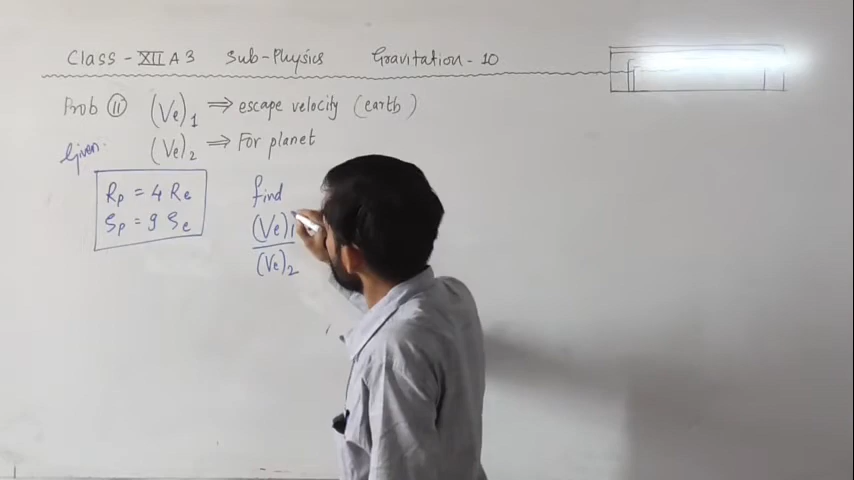 Class - XII A 3 Sub-Physics Gravitation - 10
Prob ⑪ (Ve)₁ ⇒ escape velocity (earth)
Given: (Ve)₂ ⇒ For planet
Rp = 4 Re
ρp = 9 ρe
find
(Ve)₁
(Ve)₂